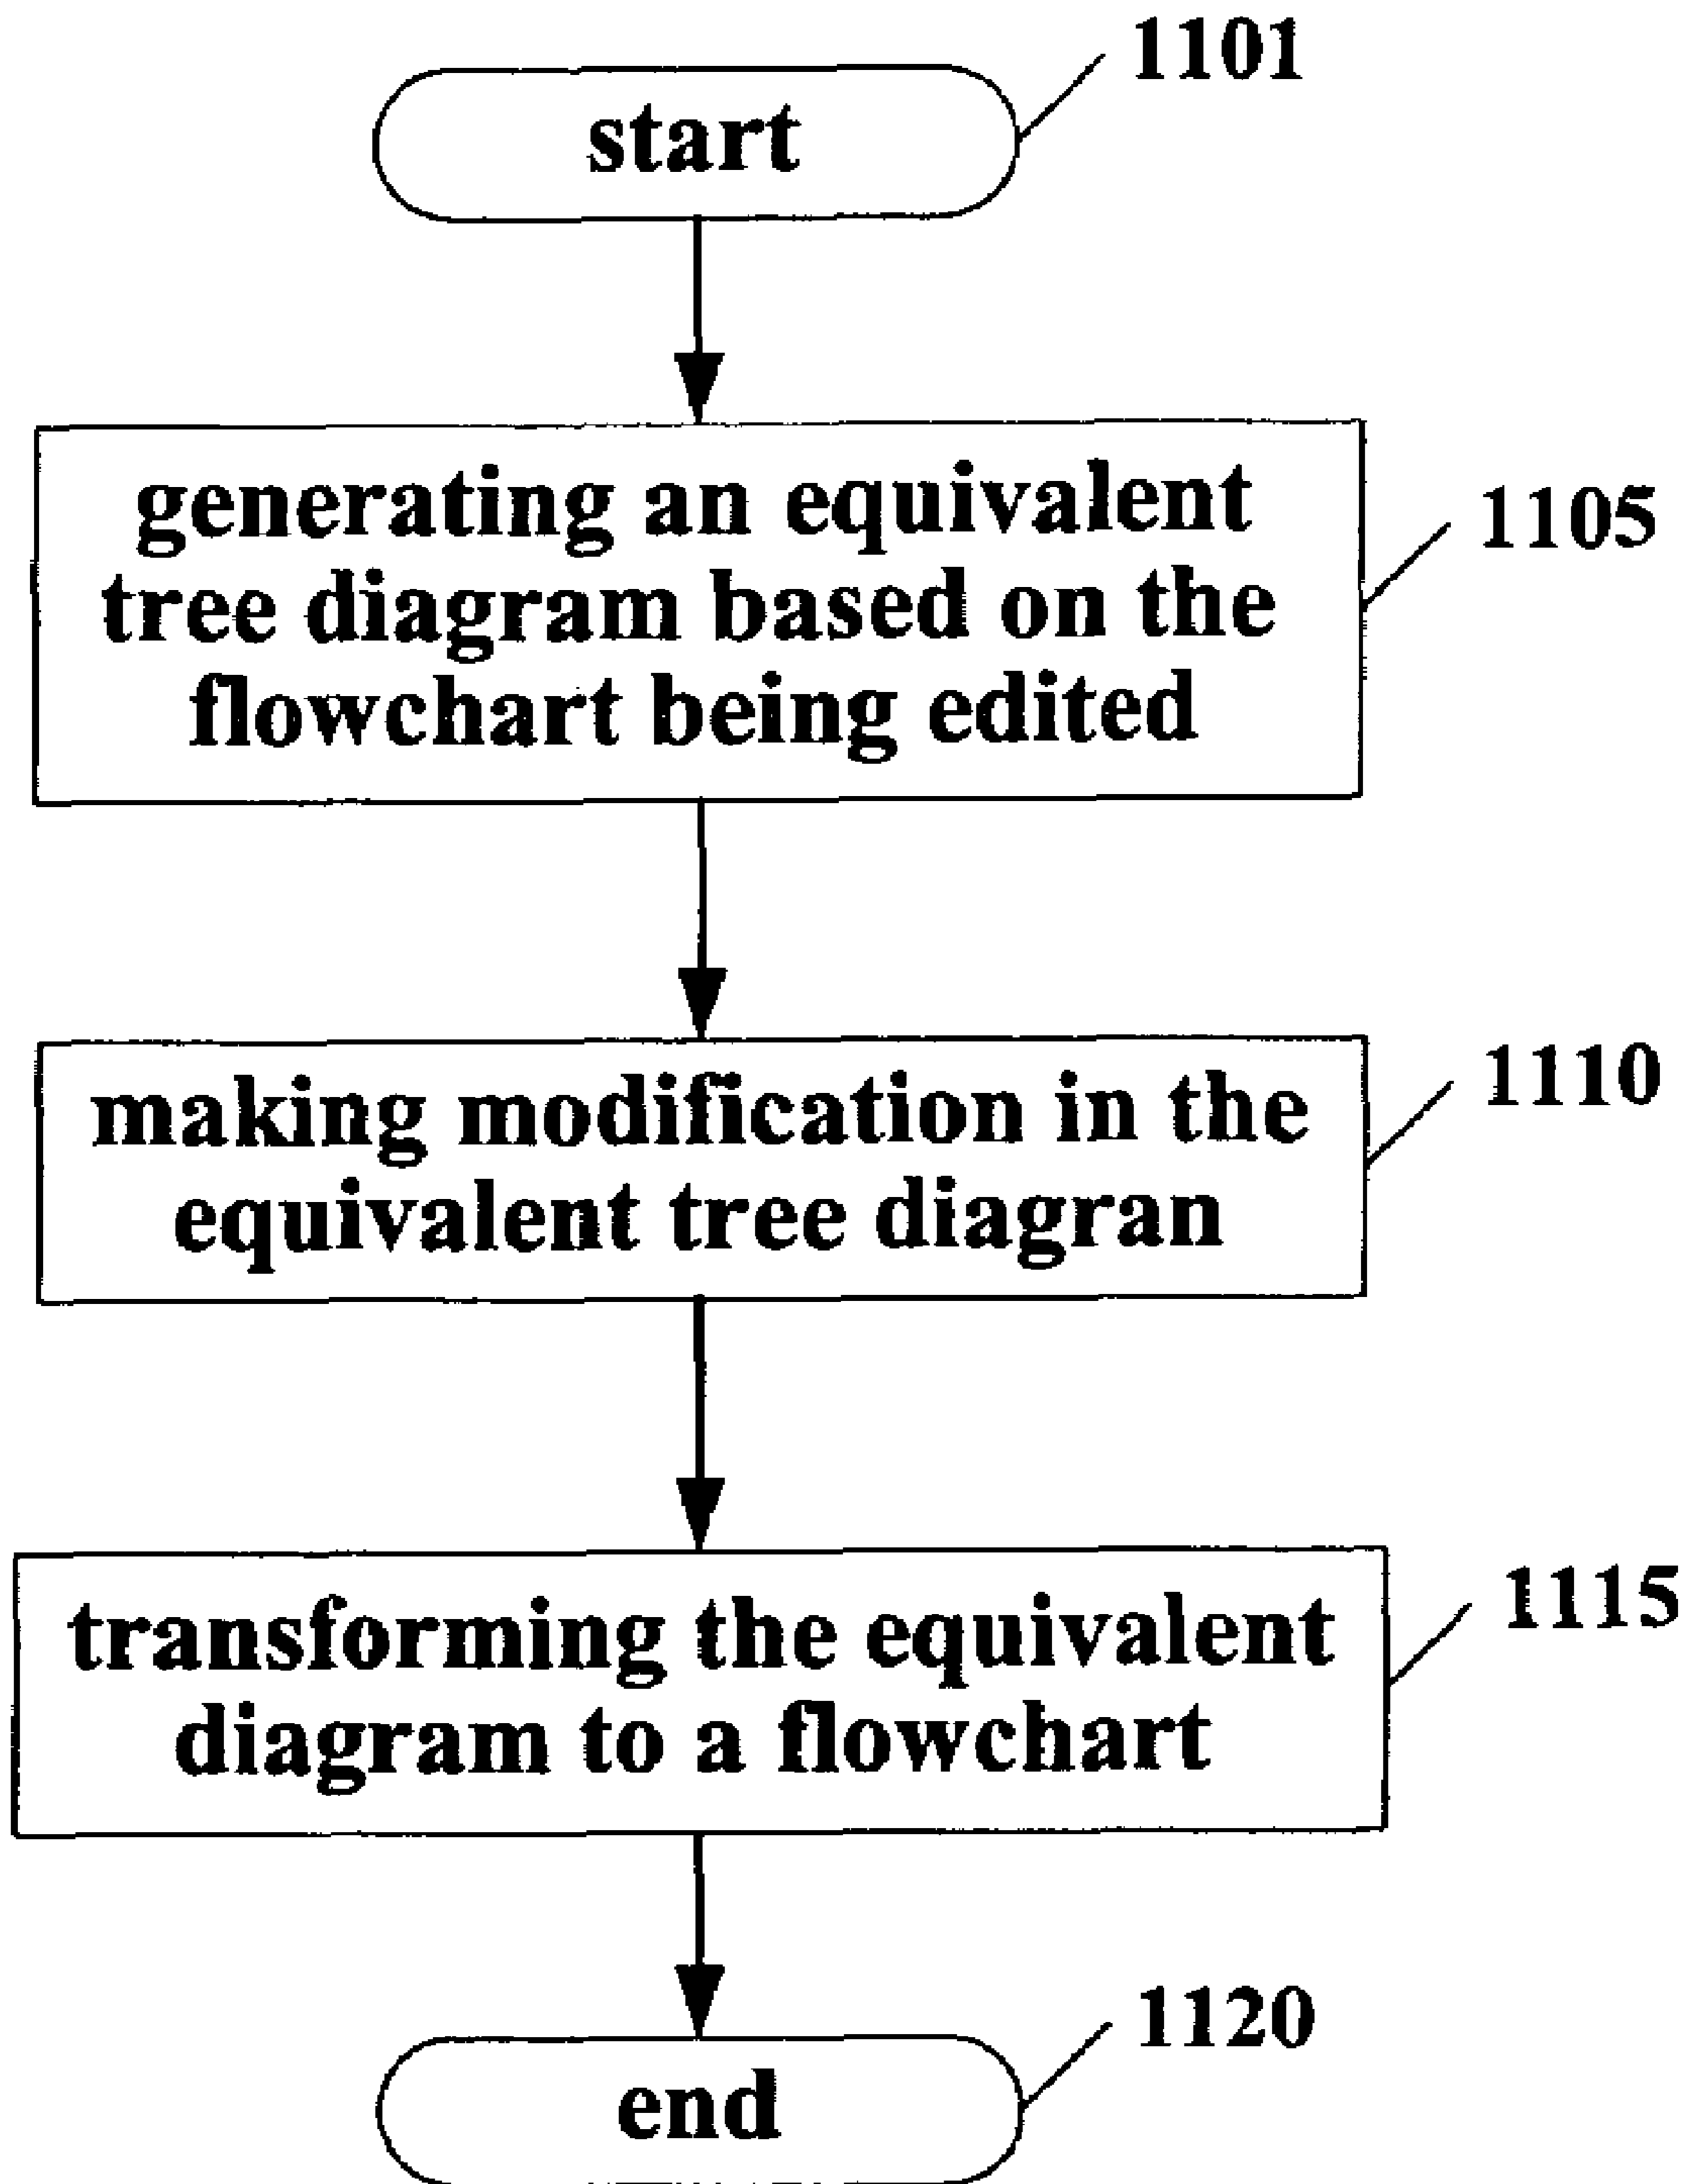 1101
start
generating an equivalent
tree diagram based on the
flowchart being edited
1105
making modification in the
equivalent tree diagran
1110
transforming the equivalent
diagram to a flowchart
1115
1120
end